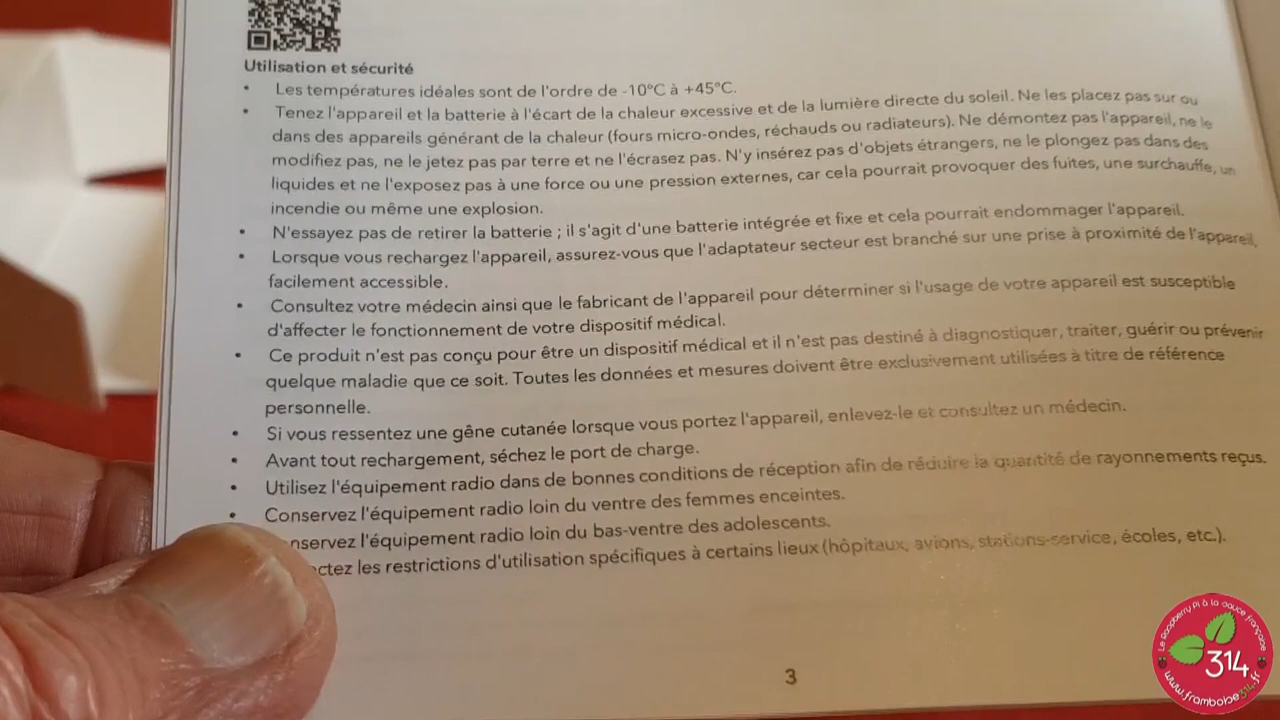 Utilisation et sécurité
• Les températures idéales sont de l'ordre de -10°C à +45°C.
• Tenez l'appareil et la batterie à l'écart de la chaleur excessive et de la lumière directe du soleil. Ne les placez pas sur ou
dans des appareils générant de la chaleur (fours micro-ondes, réchauds ou radiateurs). Ne démontez pas l'appareil, ne le
modifiez pas, ne le jetez pas par terre et ne l'écrasez pas. N'y insérez pas d'objets étrangers, ne le plongez pas dans des
liquides et ne l'exposez pas à une force ou une pression externes, car cela pourrait provoquer des fuites, une surchauffe, un
incendie ou même une explosion.
• N'essayez pas de retirer la batterie ; il s'agit d'une batterie intégrée et fixe et cela pourrait endommager l'appareil.
• Lorsque vous rechargez l'appareil, assurez-vous que l'adaptateur secteur est branché sur une prise à proximité de l'appareil,
facilement accessible.
• Consultez votre médecin ainsi que le fabricant de l'appareil pour déterminer si l'usage de votre appareil est susceptible
d'affecter le fonctionnement de votre dispositif médical.
• Ce produit n'est pas conçu pour être un dispositif médical et il n'est pas destiné à diagnostiquer, traiter, guérir ou prévenir
quelque maladie que ce soit. Toutes les données et mesures doivent être exclusivement utilisées à titre de référence
personnelle.
• Si vous ressentez une gêne cutanée lorsque vous portez l'appareil, enlevez-le et consultez un médecin.
• Avant tout rechargement, séchez le port de charge.
• Utilisez l'équipement radio dans de bonnes conditions de réception afin de réduire la quantité de rayonnements reçus.
• Conservez l'équipement radio loin du ventre des femmes enceintes.
nservez l'équipement radio loin du bas-ventre des adolescents.
ctez les restrictions d'utilisation spécifiques à certains lieux (hôpitaux, avions, stations-service, écoles, etc.).
3
Le Raspberry Pi à la sauce française
314
www.framboise314.fr